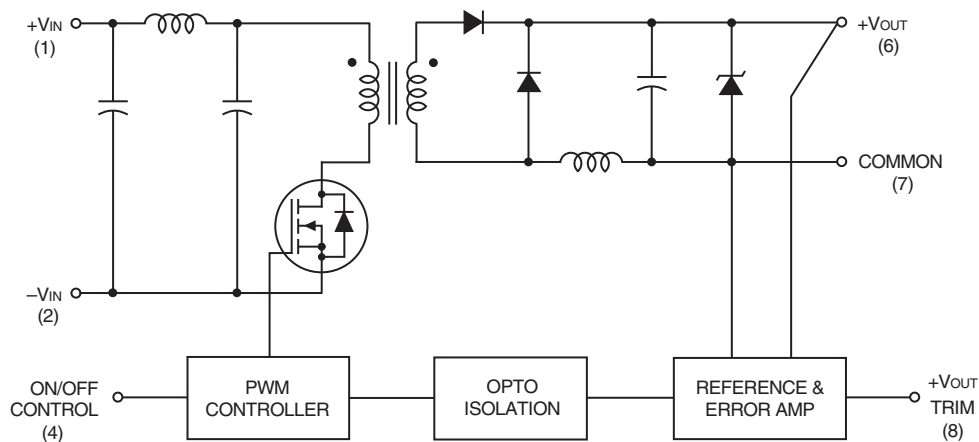 +VIN
(1)
+VOUT
(6)
COMMON
(7)
–VIN
(2)
ON/OFF
CONTROL
(4)
PWM
CONTROLLER
OPTO
ISOLATION
REFERENCE &
ERROR AMP
+VOUT
TRIM
(8)